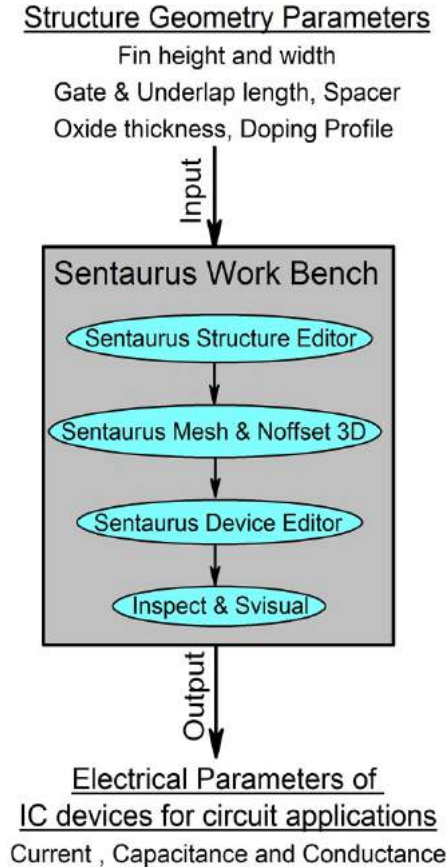 Structure Geometry Parameters
Fin height and width
Gate & Underlap length, Spacer
Oxide thickness, Doping Profile
Input
Sentaurus Work Bench
Sentaurus Structure Editor
Sentaurus Mesh & Noffset 3D
Sentaurus Device Editor
Inspect & Svisual
Output
Electrical Parameters of
IC devices for circuit applications
Current , Capacitance and Conductance